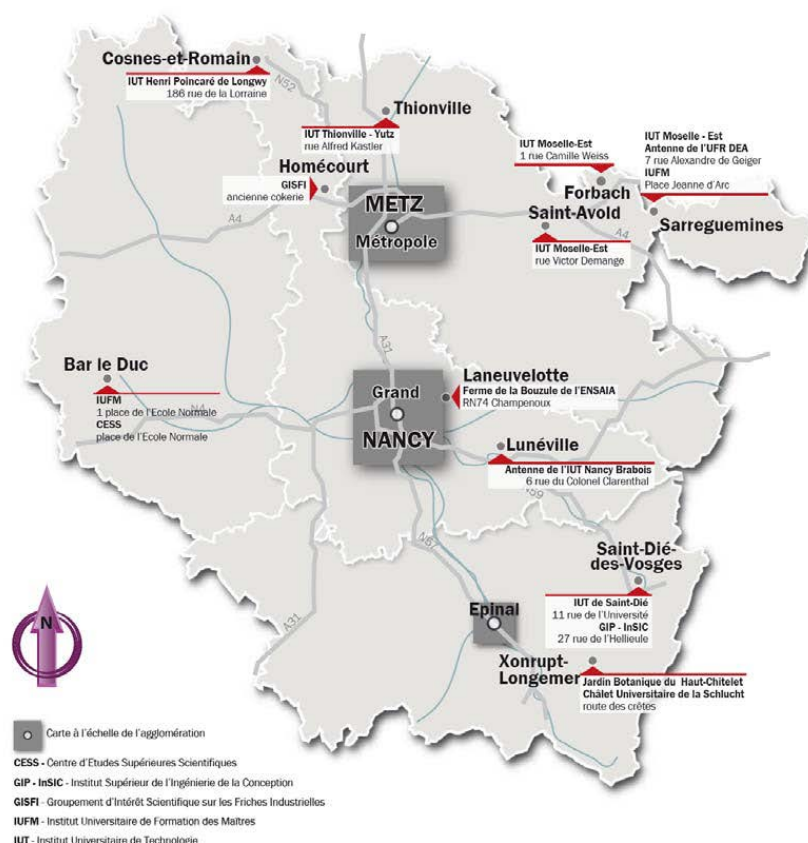 Cosnes-et-Romain
IUT Henri Poincaré de Longwy
186 rue de la Lorraine
N52
Thionville
IUT Thionville - Yutz
rue Alfred Kastler
Homécourt
GISFI
ancienne cokerie
METZ
Métropole
A4
IUT Moselle-Est
1 rue Camille Weiss
Forbach
IUT Moselle - Est
Antenne de l'UFR DEA
7 rue Alexandre de Geiger
IUFM
Place Jeanne d'Arc
Sarreguemines
Saint-Avold
A4
IUT Moselle-Est
rue Victor Demange
A31
Bar le Duc
IUFM
1 place de l'Ecole Normale
CESS
place de l'Ecole Normale
N4
Grand
NANCY
Laneuvelotte
Ferme de la Bouzule de l'ENSAIA
RN74 Champenoux
Lunéville
Antenne de l'IUT Nancy Brabois
6 rue du Colonel Clarenthal
N59
N57
Saint-Dié-
des-Vosges
IUT de Saint-Dié
11 rue de l'Université
GIP - InSIC
27 rue de l'Hellieule
A31
Epinal
Xonrupt-
Longemer
Jardin Botanique du Haut-Chitelet
Châlet Universitaire de la Schlucht
route des crêtes
N
Carte à l'échelle de l'agglomération
CESS - Centre d'Etudes Supérieures Scientifiques
GIP - InSIC - Institut Supérieur de l'Ingénierie de la Conception
GISFI - Groupement d'Intérêt Scientifique sur les Friches Industrielles
IUFM - Institut Universitaire de Formation des Maîtres
IUT - Institut Universitaire de Technologie